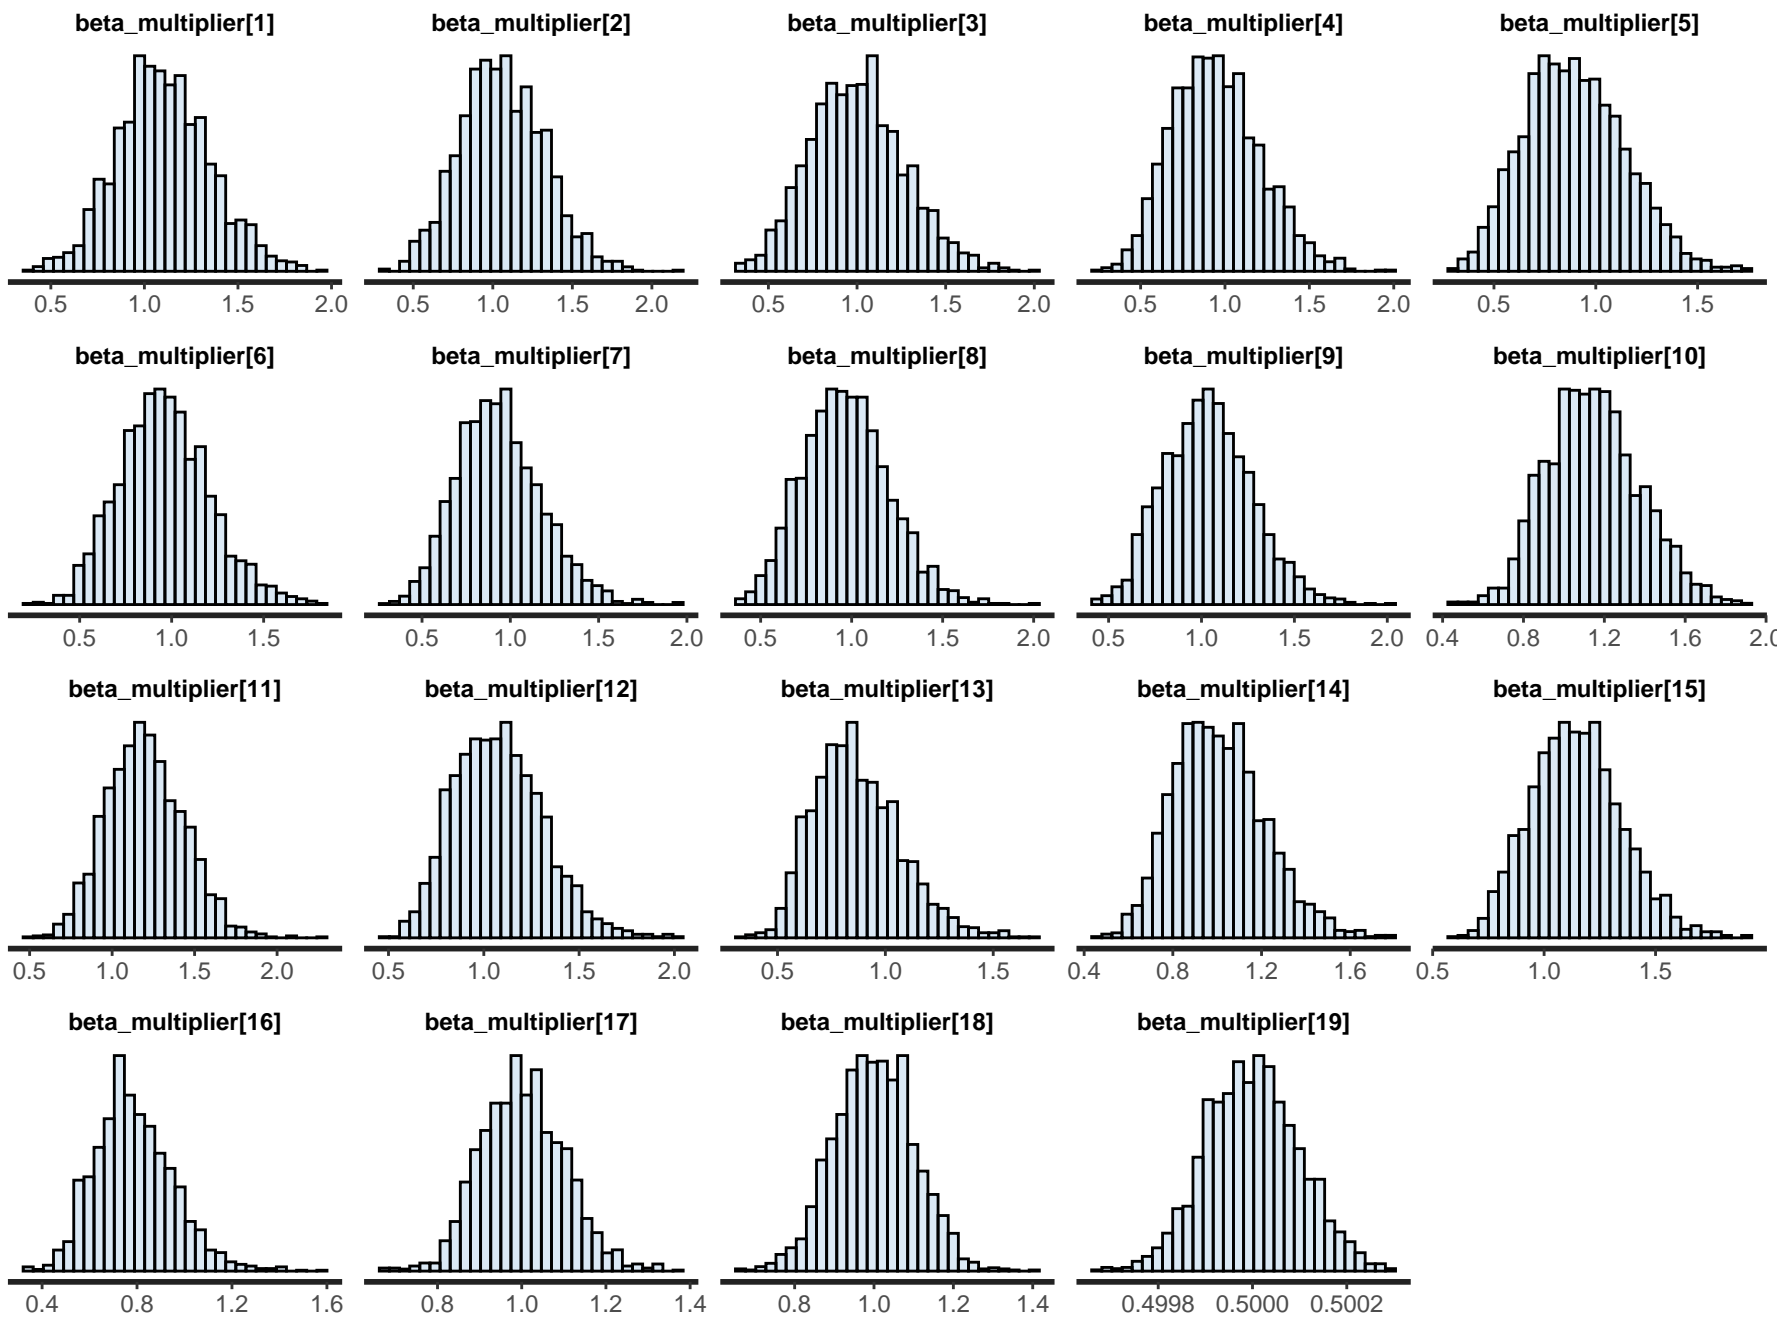 beta_multiplier[1] beta_multiplier[2] beta_multiplier[3] beta_multiplier[4] beta_multiplier[5]
0.5 1.0 1.5 2.0 0.5 1.0 1.5 2.0 0.5 1.0 1.5 2.0 0.5 1.0 1.5 2.0 0.5 1.0 1.5
beta_multiplier[6] beta_multiplier[7] beta_multiplier[8] beta_multiplier[9] beta_multiplier[10]
0.5 1.0 1.5 0.5 1.0 1.5 2.0 0.5 1.0 1.5 2.0 0.5 1.0 1.5 2.0 0.4 0.8 1.2 1.6 2.0
beta_multiplier[11] beta_multiplier[12] beta_multiplier[13] beta_multiplier[14] beta_multiplier[15]
0.5 1.0 1.5 2.0 0.5 1.0 1.5 2.0 0.5 1.0 1.5 0.4 0.8 1.2 1.6 0.5 1.0 1.5
beta_multiplier[16] beta_multiplier[17] beta_multiplier[18] beta_multiplier[19]
0.4 0.8 1.2 1.6 0.8 1.0 1.2 1.4 0.8 1.0 1.2 1.4 0.4998 0.5000 0.5002